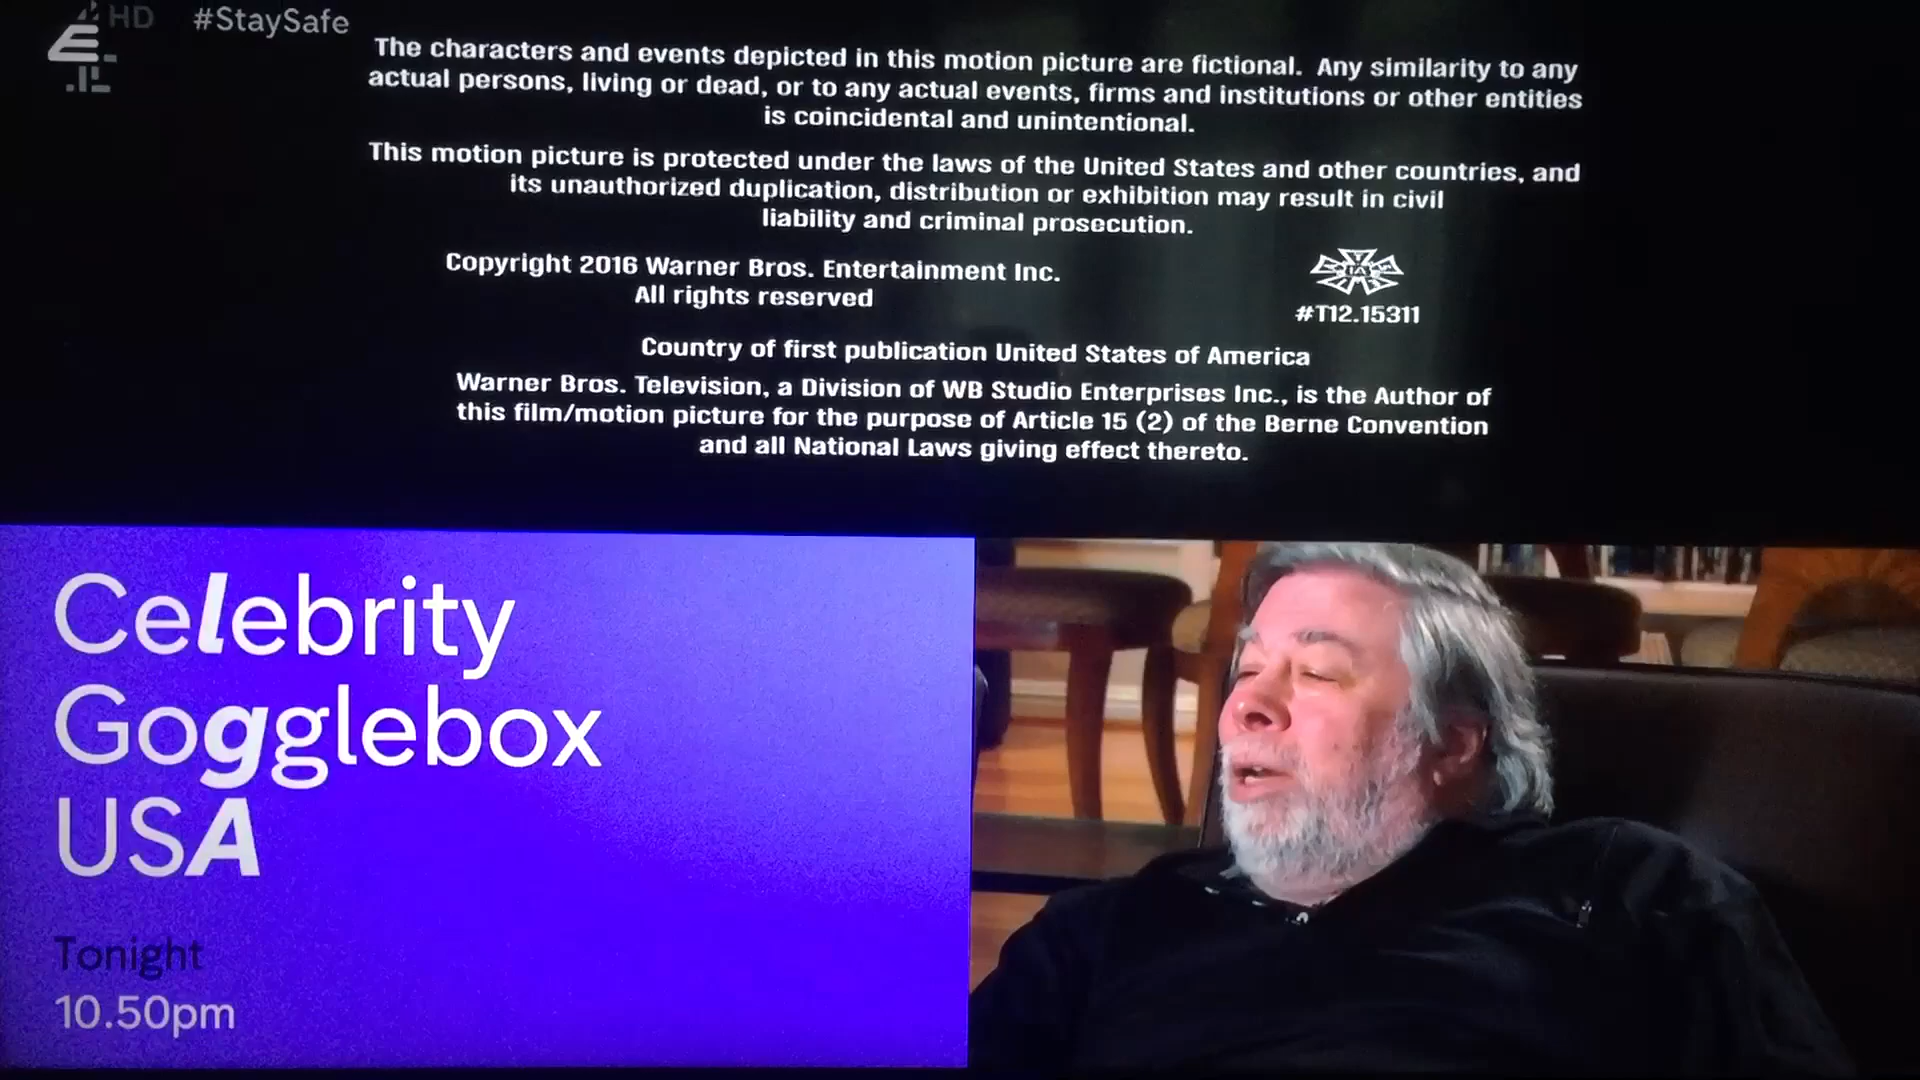 HD #StaySafe
The characters and events depicted in this motion picture are fictional. Any similarity to any
actual persons, living or dead, or to any actual events, firms and institutions or other entities
is coincidental and unintentional.
This motion picture is protected under the laws of the United States and other countries, and
its unauthorized duplication, distribution or exhibition may result in civil
liability and criminal prosecution.
Copyright 2016 Warner Bros. Entertainment Inc.
All rights reserved
#T12.15311
Country of first publication United States of America
Warner Bros. Television, a Division of WB Studio Enterprises Inc., is the Author of
this film/motion picture for the purpose of Article 15 (2) of the Berne Convention
and all National Laws giving effect thereto.
Celebrity
Gogglebox
USA
Tonight
10.50pm